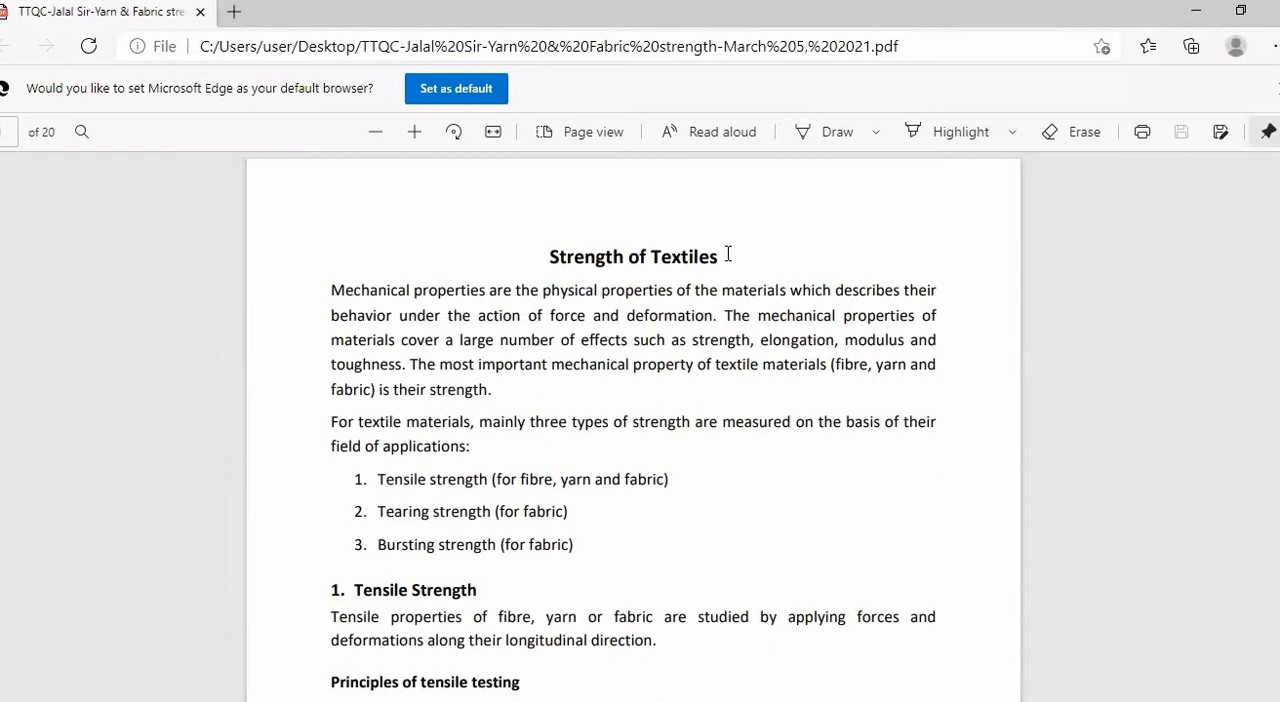 TTQC-Jalal Sir-Yarn & Fabric stre
File
C:/Users/user/Desktop/TTQC-Jalal%20Sir-Yarn%20&%20Fabric%20strength-March%205,%202021.pdf
Would you like to set Microsoft Edge as your default browser?
Set as default
of 20
Page view
Read aloud
Draw
Highlight
Erase
Strength of Textiles
Mechanical properties are the physical properties of the materials which describes their
behavior under the action of force and deformation. The mechanical properties of
materials cover a large number of effects such as strength, elongation, modulus and
toughness. The most important mechanical property of textile materials (fibre, yarn and
fabric) is their strength.
For textile materials, mainly three types of strength are measured on the basis of their
field of applications:
1. Tensile strength (for fibre, yarn and fabric)
2. Tearing strength (for fabric)
3. Bursting strength (for fabric)
1. Tensile Strength
Tensile properties of fibre, yarn or fabric are studied by applying forces and
deformations along their longitudinal direction.
Principles of tensile testing